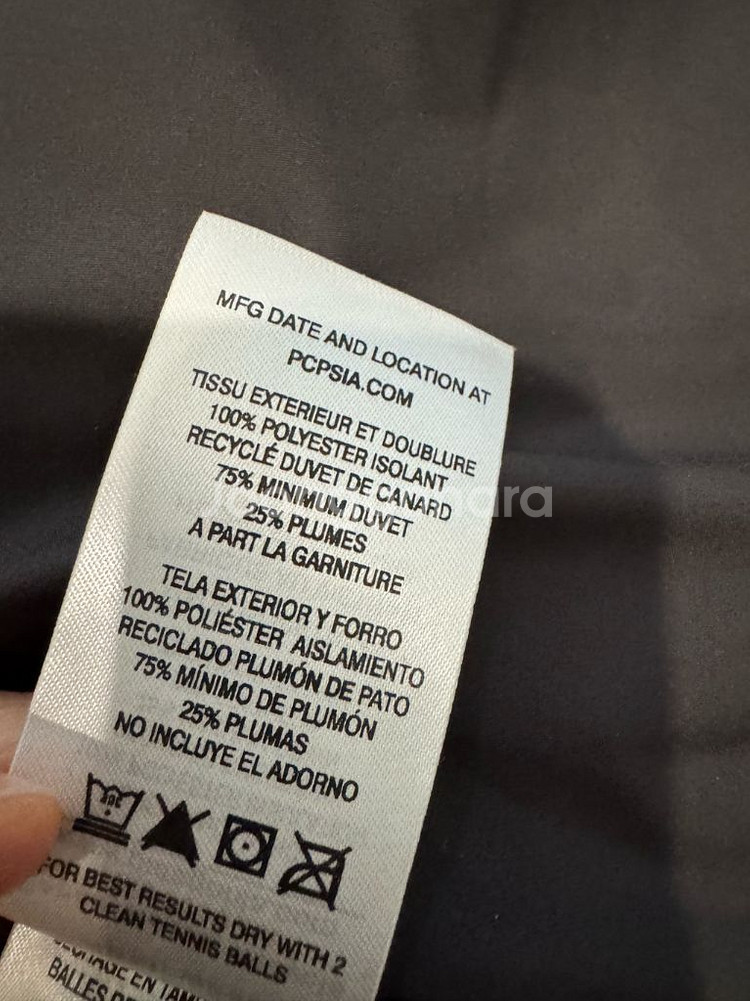 MFG DATE AND LOCATION AT
PCPSIA.COM
TISSU EXTERIEUR ET DOUBLURE
100% POLYESTER ISOLANT
RECYCLÉ DUVET DE CANARD
75% MINIMUM DUVET
25% PLUMES
A PART LA GARNITURE
TELA EXTERIOR Y FORRO
100% POLIÉSTER AISLAMIENTO
RECICLADO PLUMÓN DE PATO
75% MÍNIMO DE PLUMÓN
25% PLUMAS
NO INCLUYE EL ADORNO
FOR BEST RESULTS DRY WITH 2
CLEAN TENNIS BALLS
EN
BALLES